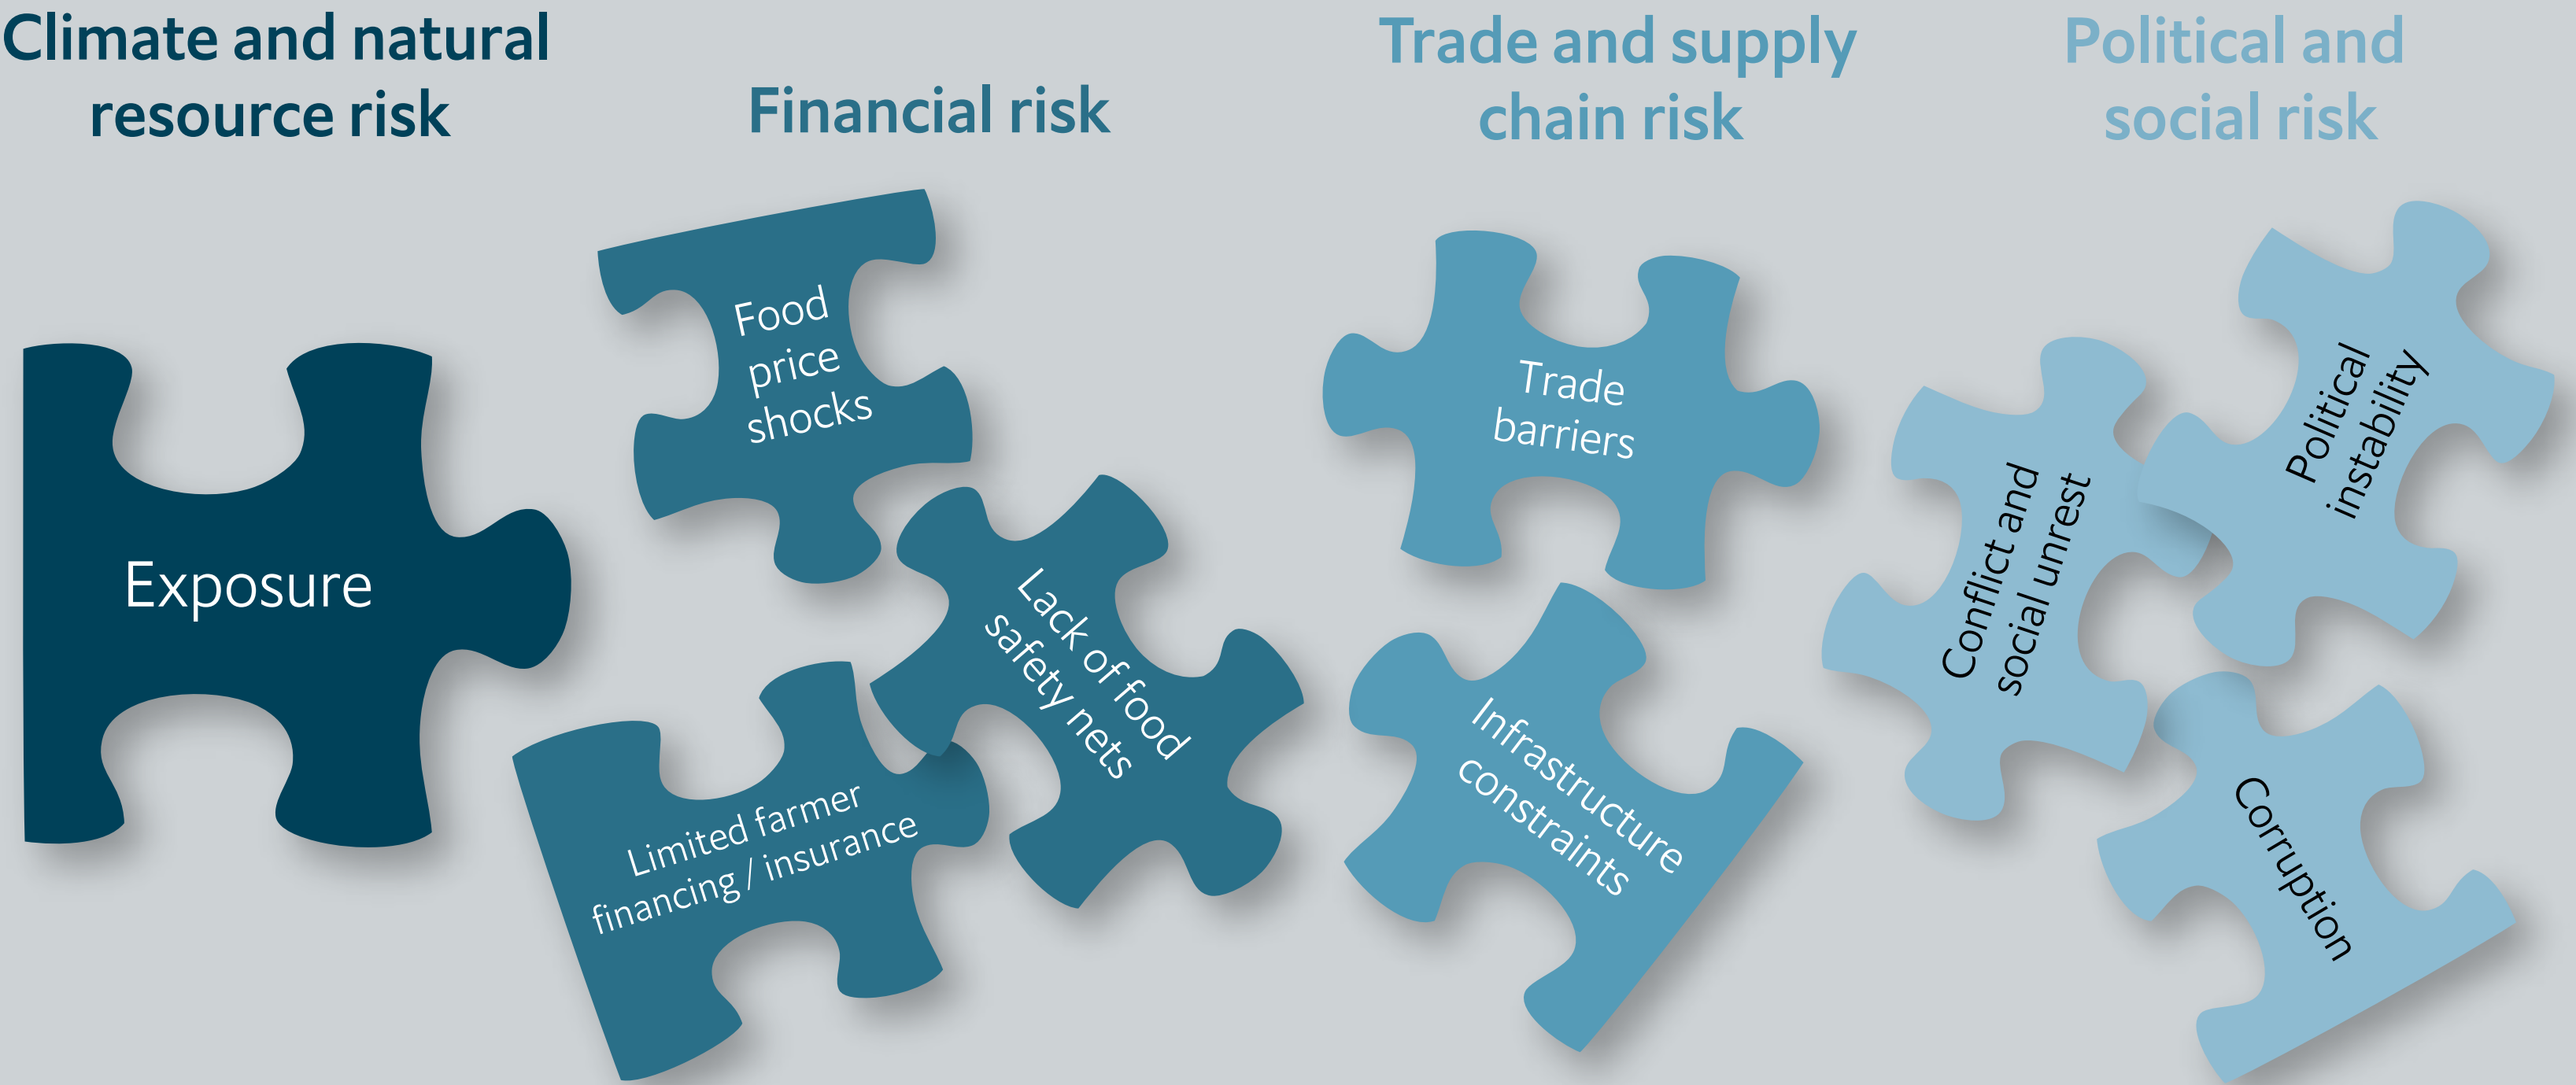 Climate and natural
resource risk
Financial risk
Trade and supply
chain risk
Political and
social risk
Exposure
Food
price
shocks
Lack of food
safety nets
Limited farmer
financing / insurance
Trade
barriers
Infrastructure
constraints
Conflict and
social unrest
Political
instability
Corruption